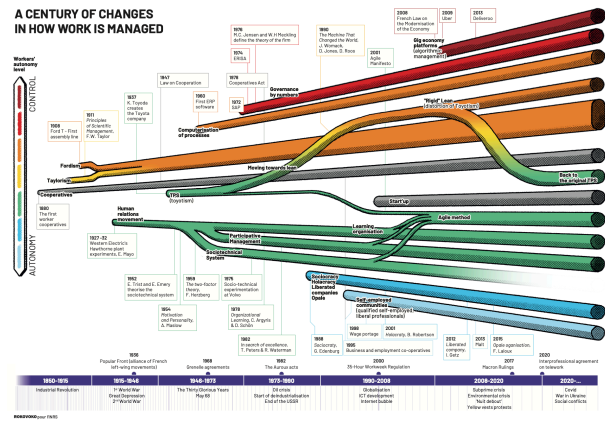 A CENTURY OF CHANGES
IN HOW WORK IS MANAGED
Workers'
autonomy
level
CONTROL
AUTONOMY
1908
Ford T - First
assembly line
1911
Principles
of Scientific
Management,
F.W. Taylor
1937
K. Toyoda
creates
the Toyota
company
1947
Law on Cooperation
1960
First ERP
software
1972
SAP
1974
ERISA
1976
M.C. Jensen and W.H Meckling
define the theory of the firm
1978
Cooperatives Act
1990
The Machine That
Changed the World,
J. Womack,
D. Jones, D. Roos
2001
Agile
Manifesto
2008
French Law on
the Modernisation
of the Economy
2009
Uber
2013
Deliveroo
Gig economy
platforms
(algorithmic
management)
Governance
by numbers
Computerisation
of processes
"Rigid" Lean
(distortion of Toyotism)
Fordism
Taylorism
Moving towards lean
Back to
the original TPS
Cooperatives
TPS
(toyotism)
Start'up
1880
The first
worker
cooperatives
Human
relations
movement
Agile method
Learning
organisation
Participative
Management
Sociotechnical
System
1927-32
Western Electric's
Hawthorne plant
experiments, E. Mayo
1952
E. Trist and E. Emery
theorise the
sociotechnical system
1954
Motivation
and Personality,
A. Maslow
1959
The two-factor
theory,
F. Herzberg
1975
Socio-technical
experimentation
at Volvo
1978
Organizational
Learning, C. Argyris
& D. Schön
1982
In search of excellence,
T. Peters & R. Waterman
Sociocracy
Holocracy
Liberated
companies
Opale
Self-employed
communities
(qualified self-employed,
liberal professionals)
1988
Sociocracy,
G. Endenburg
1995
Business and employment co-operatives
1999
Wage portage
2001
Holocraty, B. Robertson
2012
Liberated
company,
I. Getz
2013
Malt
2015
Opale organisation,
F. Laloux
1936
Popular Front (alliance of French
left-wing movements)
1968
Grenelle agreements
1982
The Auroux acts
2000
35-Hour Workweek Regulation
2017
Macron Rulings
2020
Interprofessional agreement
on telework
1850-1915
1915-1946
1946-1973
1973-1990
1990-2008
2008-2020
2020-...
Industrial Revolution
1st World War
Great Depression
2nd World War
The Thirty Glorious Years
May 68
Oil crisis
Start of deindustrialisation
End of the USSR
Globalisation
ICT development
Internet bubble
Subprime crisis
Environmental crisis
"Nuit debout"
Yellow vests protests
Covid
War in Ukraine
Social conflicts